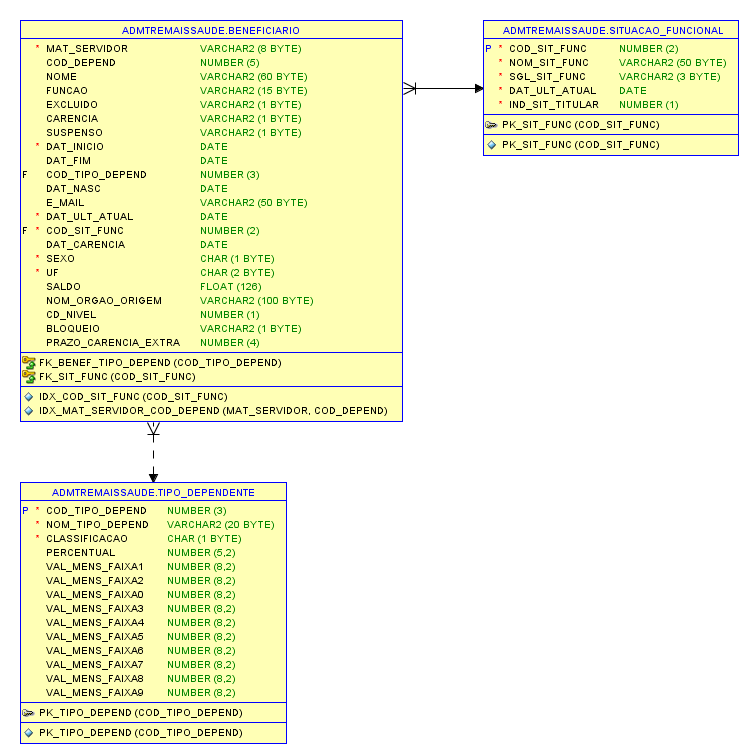 ADMTREMAISSAUDE.BENEFICIARIO
* MAT_SERVIDOR VARCHAR2 (8 BYTE)
COD_DEPEND NUMBER (5)
NOME VARCHAR2 (60 BYTE)
FUNCAO VARCHAR2 (15 BYTE)
EXCLUIDO VARCHAR2 (1 BYTE)
CARENCIA VARCHAR2 (1 BYTE)
SUSPENSO VARCHAR2 (1 BYTE)
* DAT_INICIO DATE
DAT_FIM DATE
F COD_TIPO_DEPEND NUMBER (3)
DAT_NASC DATE
E_MAIL VARCHAR2 (50 BYTE)
* DAT_ULT_ATUAL DATE
F * COD_SIT_FUNC NUMBER (2)
DAT_CARENCIA DATE
* SEXO CHAR (1 BYTE)
* UF CHAR (2 BYTE)
SALDO FLOAT (126)
NOM_ORGAO_ORIGEM VARCHAR2 (100 BYTE)
CD_NIVEL NUMBER (1)
BLOQUEIO VARCHAR2 (1 BYTE)
PRAZO_CARENCIA_EXTRA NUMBER (4)
FK_BENEF_TIPO_DEPEND (COD_TIPO_DEPEND)
FK_SIT_FUNC (COD_SIT_FUNC)
IDX_COD_SIT_FUNC (COD_SIT_FUNC)
IDX_MAT_SERVIDOR_COD_DEPEND (MAT_SERVIDOR, COD_DEPEND)
ADMTREMAISSAUDE.SITUACAO_FUNCIONAL
P * COD_SIT_FUNC NUMBER (2)
* NOM_SIT_FUNC VARCHAR2 (50 BYTE)
* SGL_SIT_FUNC VARCHAR2 (3 BYTE)
* DAT_ULT_ATUAL DATE
* IND_SIT_TITULAR NUMBER (1)
PK_SIT_FUNC (COD_SIT_FUNC)
PK_SIT_FUNC (COD_SIT_FUNC)
ADMTREMAISSAUDE.TIPO_DEPENDENTE
P * COD_TIPO_DEPEND NUMBER (3)
* NOM_TIPO_DEPEND VARCHAR2 (20 BYTE)
* CLASSIFICACAO CHAR (1 BYTE)
PERCENTUAL NUMBER (5,2)
VAL_MENS_FAIXA1 NUMBER (8,2)
VAL_MENS_FAIXA2 NUMBER (8,2)
VAL_MENS_FAIXA0 NUMBER (8,2)
VAL_MENS_FAIXA3 NUMBER (8,2)
VAL_MENS_FAIXA4 NUMBER (8,2)
VAL_MENS_FAIXA5 NUMBER (8,2)
VAL_MENS_FAIXA6 NUMBER (8,2)
VAL_MENS_FAIXA7 NUMBER (8,2)
VAL_MENS_FAIXA8 NUMBER (8,2)
VAL_MENS_FAIXA9 NUMBER (8,2)
PK_TIPO_DEPEND (COD_TIPO_DEPEND)
PK_TIPO_DEPEND (COD_TIPO_DEPEND)